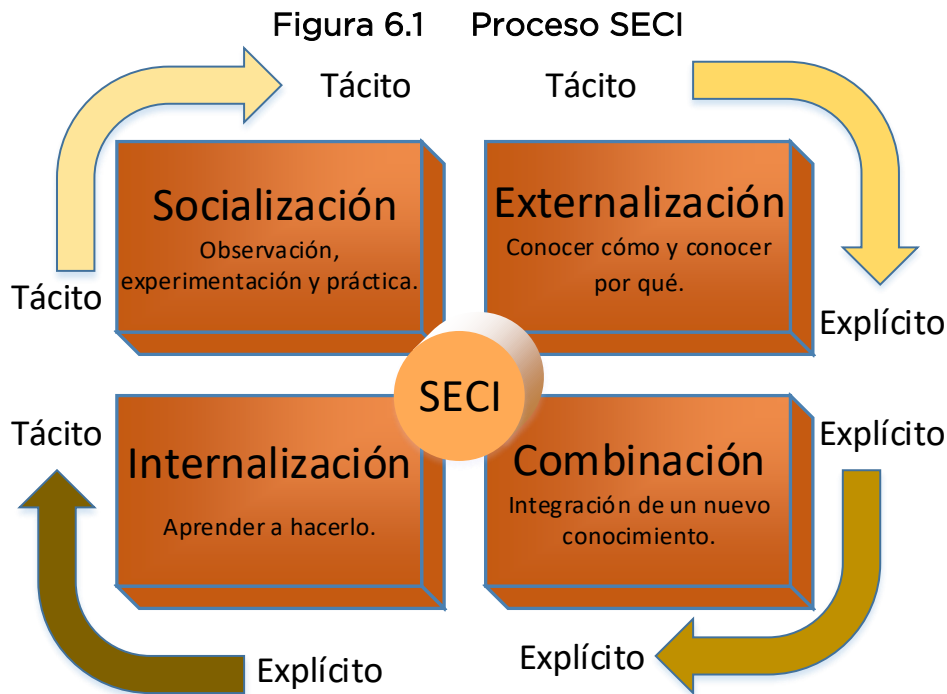 Figura 6.1 Proceso SECI
Tácito
Tácito
Socialización
Observación,
experimentación y práctica.
Externalización
Conocer cómo y conocer
por qué.
Tácito
Explícito
SECI
Tácito
Explícito
Internalización
Aprender a hacerlo.
Combinación
Integración de un nuevo
conocimiento.
Explícito
Explícito